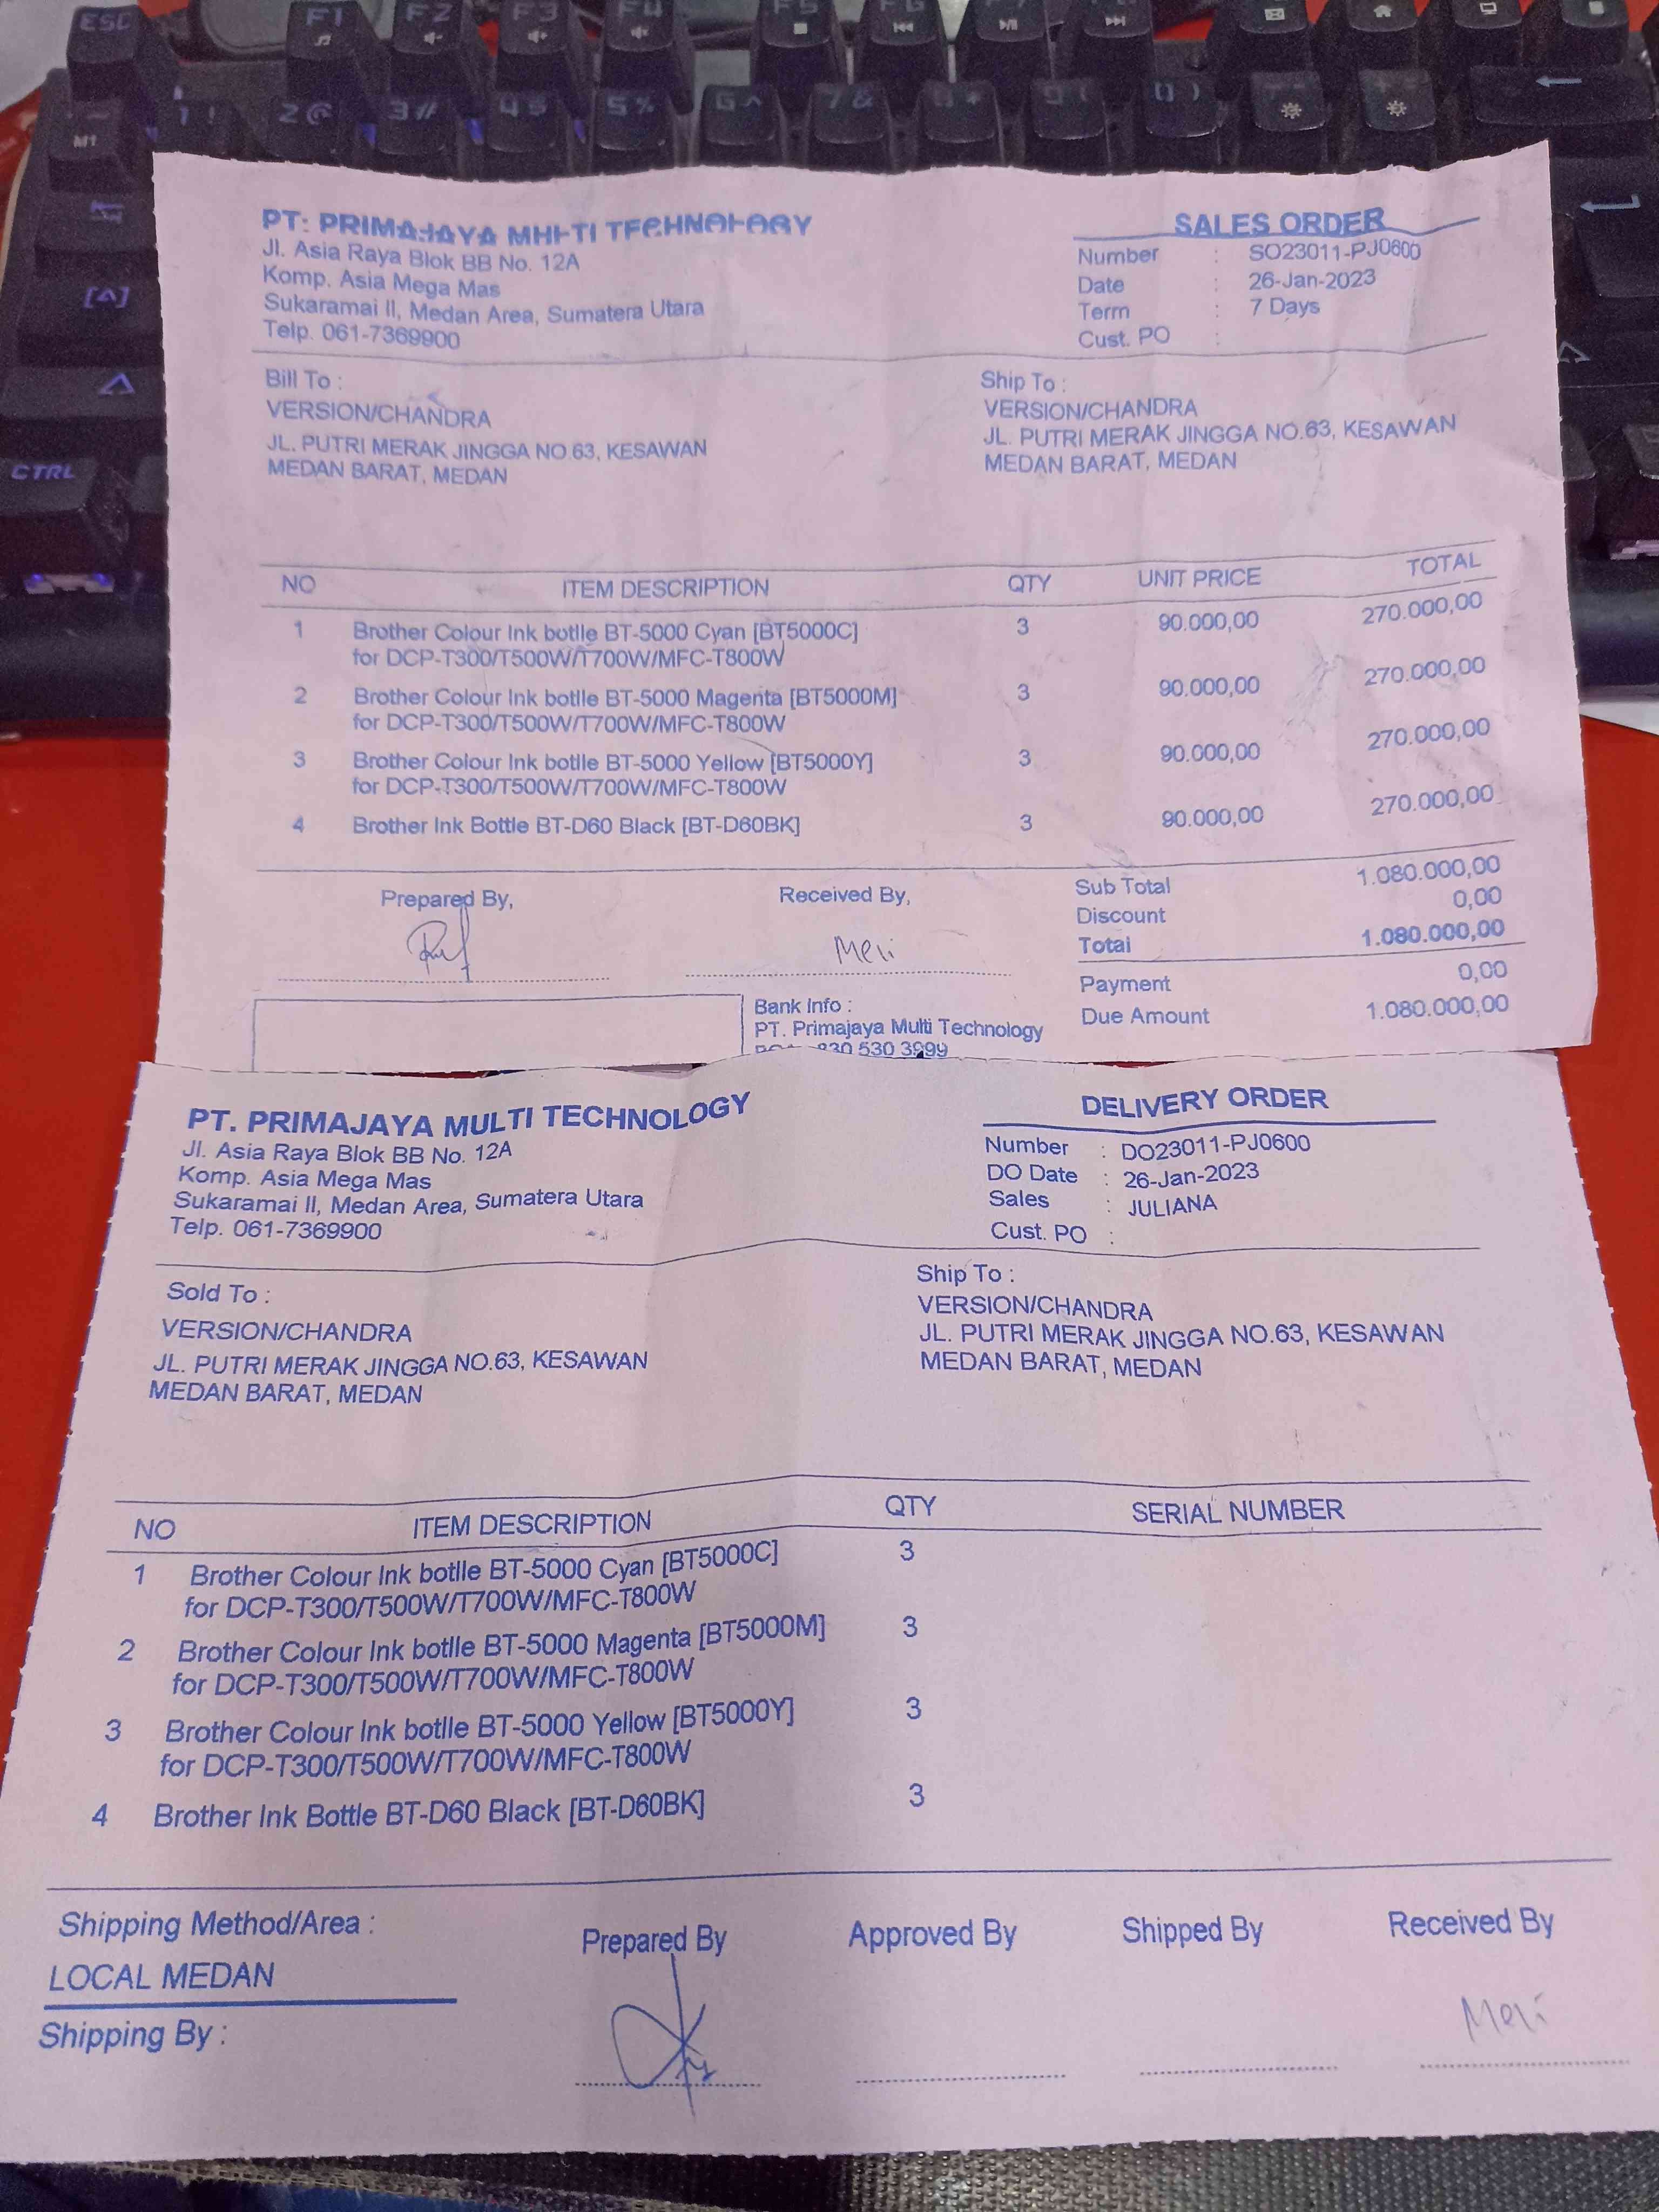 ESC
F1
F2
F3
F4
F5
M1
1 !
2 @
3 #
4 $
5 %
6 ^
7 &
CTRL
PT. PRIMAJAYA MULTI TECHNOLOGY
Jl. Asia Raya Blok BB No. 12A
Komp. Asia Mega Mas
Sukaramai II, Medan Area, Sumatera Utara
Telp. 061-7369900
SALES ORDER
Number : SO23011-PJ0600
Date : 26-Jan-2023
Term : 7 Days
Cust. PO :
Bill To :
VERSION/CHANDRA
JL. PUTRI MERAK JINGGA NO.63, KESAWAN
MEDAN BARAT, MEDAN
Ship To :
VERSION/CHANDRA
JL. PUTRI MERAK JINGGA NO.63, KESAWAN
MEDAN BARAT, MEDAN
NO ITEM DESCRIPTION QTY UNIT PRICE TOTAL
1 Brother Colour Ink botlle BT-5000 Cyan [BT5000C] 3 90.000,00 270.000,00
for DCP-T300/T500W/T700W/MFC-T800W
2 Brother Colour Ink botlle BT-5000 Magenta [BT5000M] 3 90.000,00 270.000,00
for DCP-T300/T500W/T700W/MFC-T800W
3 Brother Colour Ink botlle BT-5000 Yellow [BT5000Y] 3 90.000,00 270.000,00
for DCP-T300/T500W/T700W/MFC-T800W
4 Brother Ink Bottle BT-D60 Black [BT-D60BK] 3 90.000,00 270.000,00
Prepared By,
Received By,
Meli
Sub Total 1.080.000,00
Discount 0,00
Total 1.080.000,00
Payment 0,00
Due Amount 1.080.000,00
Bank Info :
PT. Primajaya Multi Technology
530 3999
PT. PRIMAJAYA MULTI TECHNOLOGY
Jl. Asia Raya Blok BB No. 12A
Komp. Asia Mega Mas
Sukaramai II, Medan Area, Sumatera Utara
Telp. 061-7369900
DELIVERY ORDER
Number : DO23011-PJ0600
DO Date : 26-Jan-2023
Sales : JULIANA
Cust. PO :
Sold To :
VERSION/CHANDRA
JL. PUTRI MERAK JINGGA NO.63, KESAWAN
MEDAN BARAT, MEDAN
Ship To :
VERSION/CHANDRA
JL. PUTRI MERAK JINGGA NO.63, KESAWAN
MEDAN BARAT, MEDAN
NO ITEM DESCRIPTION QTY SERIAL NUMBER
1 Brother Colour Ink botlle BT-5000 Cyan [BT5000C] 3
for DCP-T300/T500W/T700W/MFC-T800W
2 Brother Colour Ink botlle BT-5000 Magenta [BT5000M] 3
for DCP-T300/T500W/T700W/MFC-T800W
3 Brother Colour Ink botlle BT-5000 Yellow [BT5000Y] 3
for DCP-T300/T500W/T700W/MFC-T800W
4 Brother Ink Bottle BT-D60 Black [BT-D60BK] 3
Shipping Method/Area :
LOCAL MEDAN
Shipping By :
Prepared By
Approved By
Shipped By
Received By
Meli